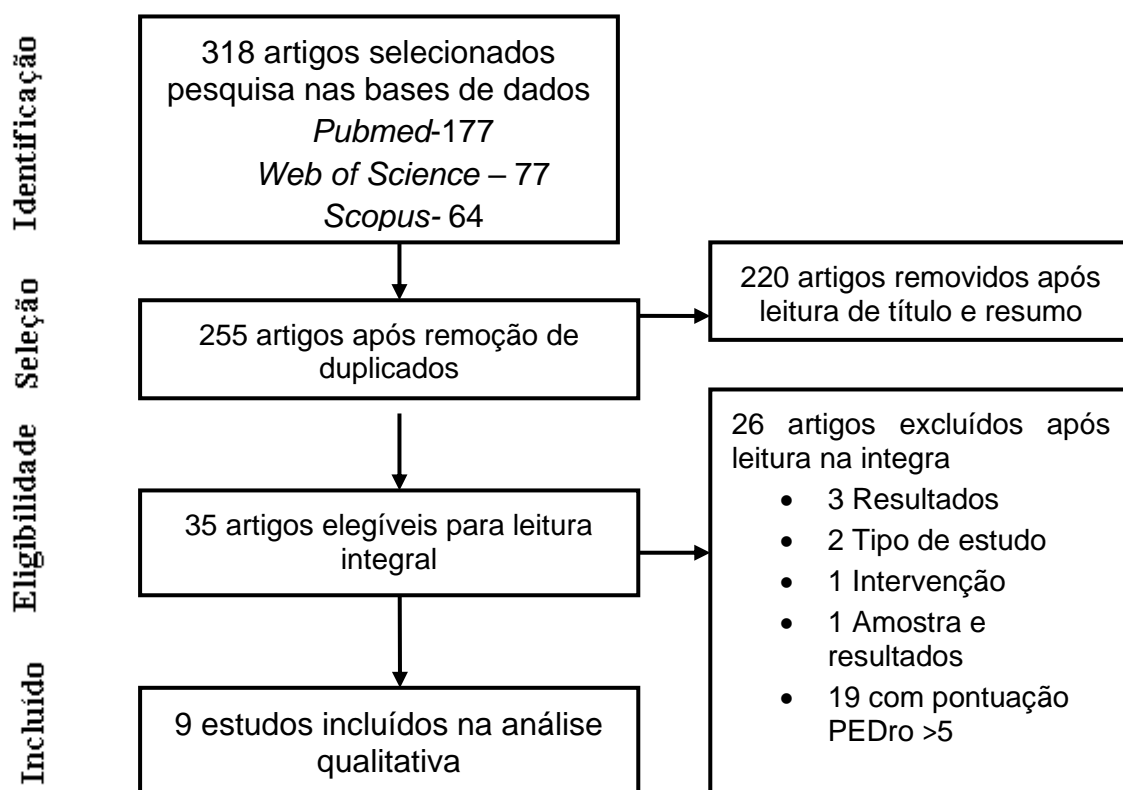 Identificação
318 artigos selecionados
pesquisa nas bases de dados
Pubmed-177
Web of Science – 77
Scopus- 64
Seleção
255 artigos após remoção de
duplicados
220 artigos removidos após
leitura de título e resumo
Eligibilidade
35 artigos elegíveis para leitura
integral
26 artigos excluídos após
leitura na integra
• 3 Resultados
• 2 Tipo de estudo
• 1 Intervenção
• 1 Amostra e
resultados
• 19 com pontuação
PEDro >5
Incluído
9 estudos incluídos na análise
qualitativa